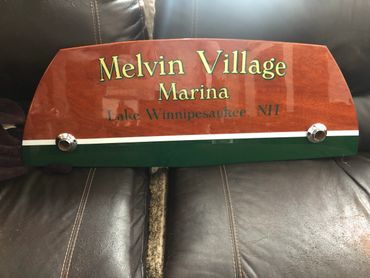 Melvin Village
Marina
Lake Winnipesaukee, NH